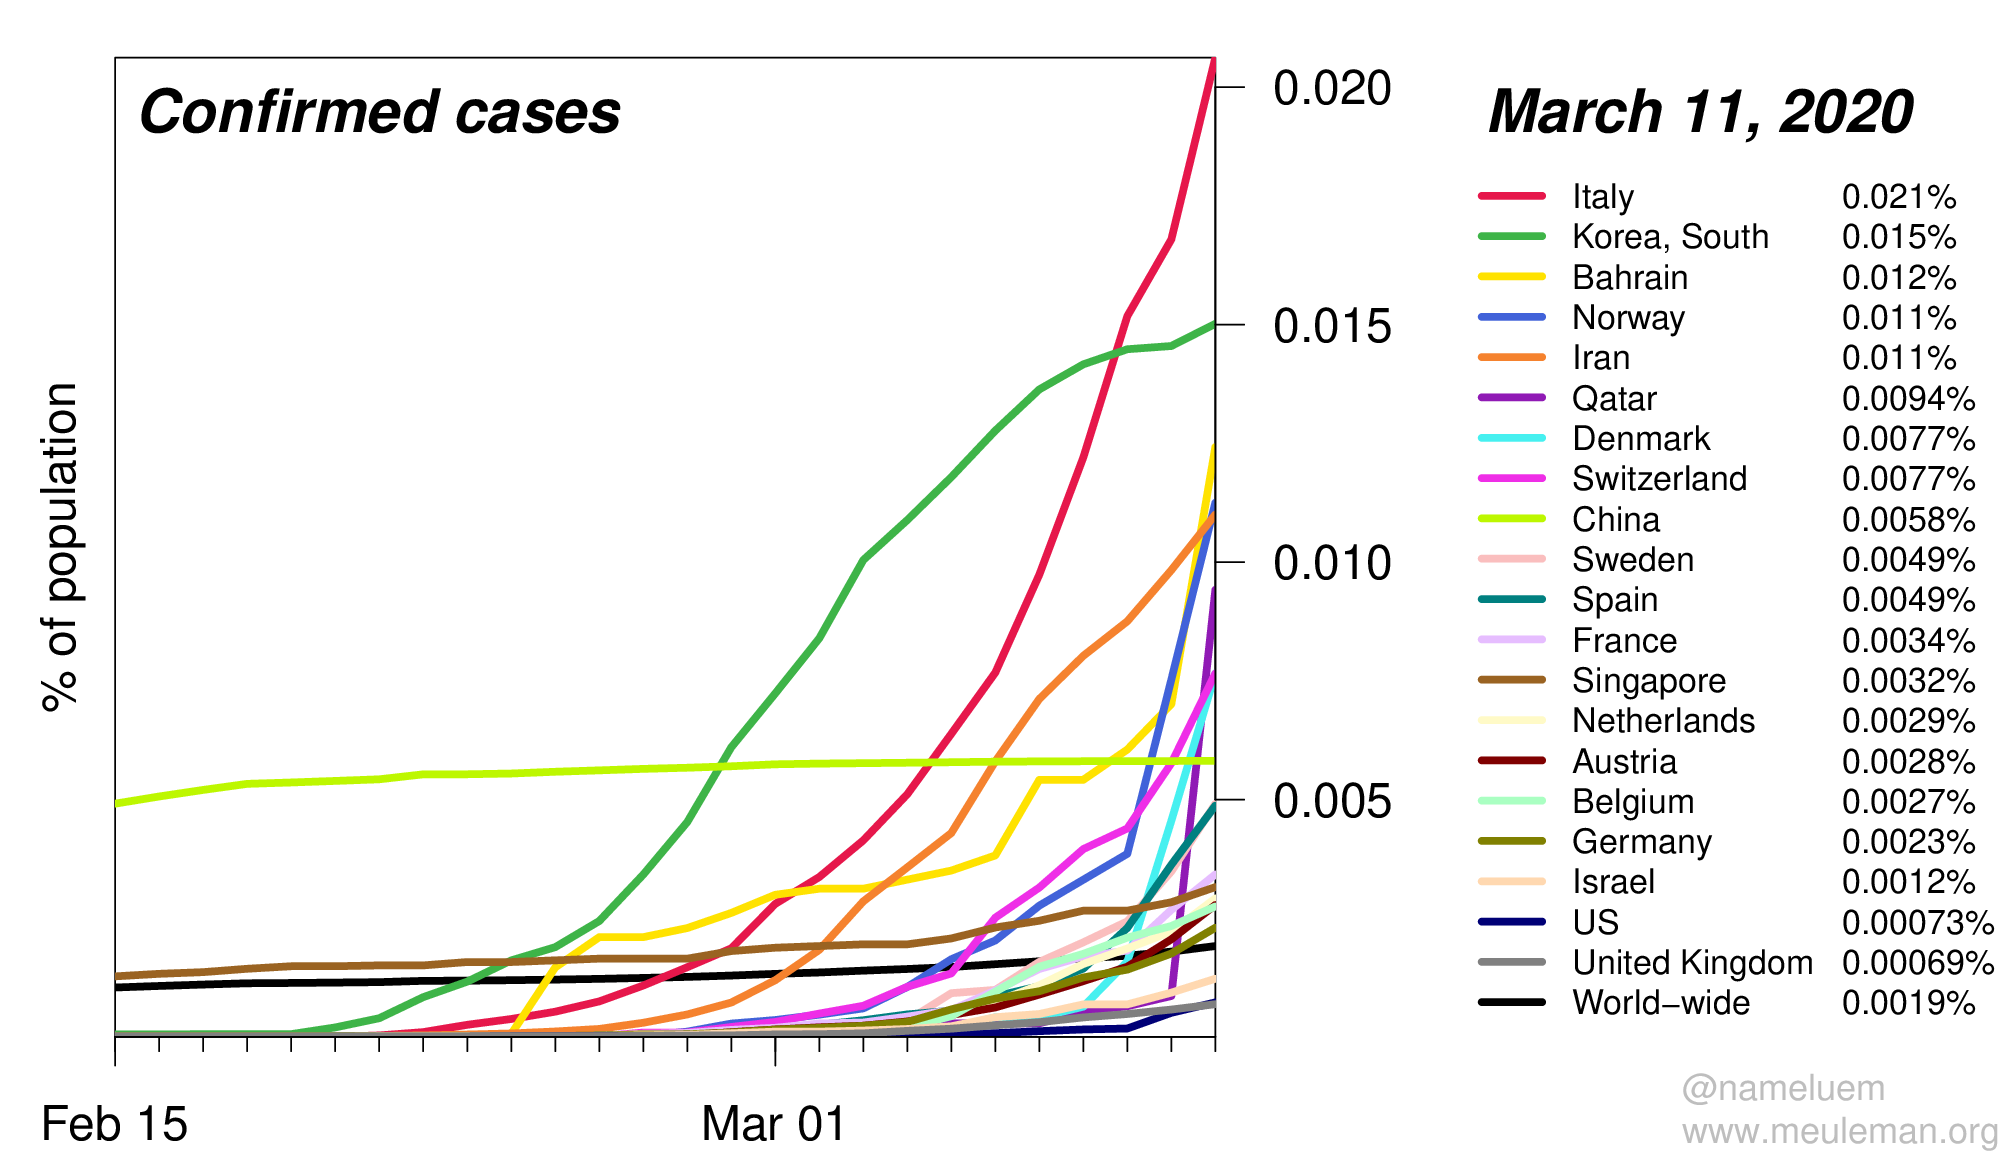 Confirmed cases
% of population
0.020
0.015
0.010
0.005
Feb 15
Mar 01
March 11, 2020
Italy 0.021%
Korea, South 0.015%
Bahrain 0.012%
Norway 0.011%
Iran 0.011%
Qatar 0.0094%
Denmark 0.0077%
Switzerland 0.0077%
China 0.0058%
Sweden 0.0049%
Spain 0.0049%
France 0.0034%
Singapore 0.0032%
Netherlands 0.0029%
Austria 0.0028%
Belgium 0.0027%
Germany 0.0023%
Israel 0.0012%
US 0.00073%
United Kingdom 0.00069%
World−wide 0.0019%
@nameluem
www.meuleman.org